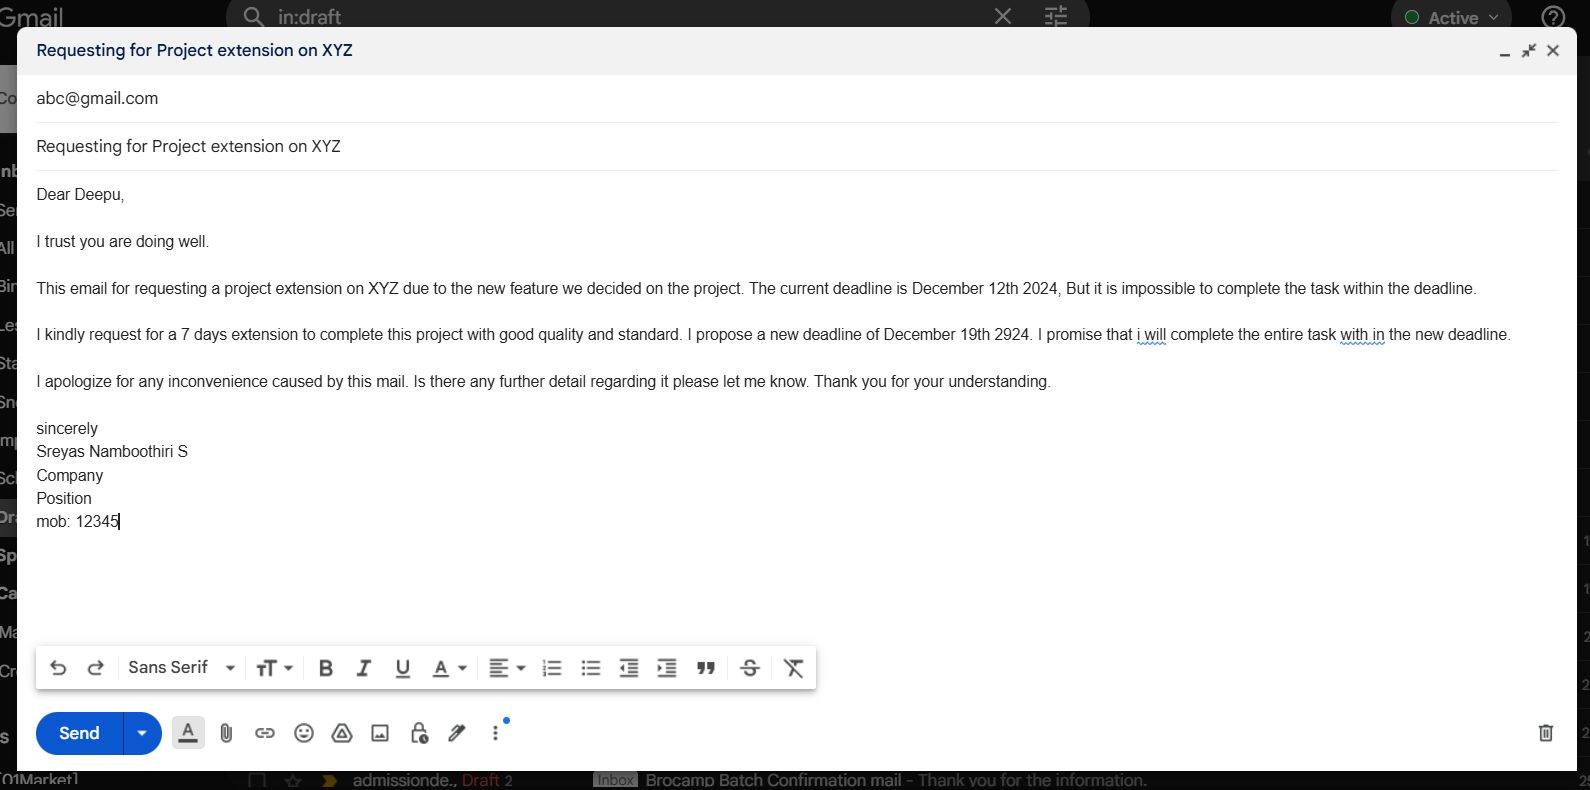 Gmail
in:draft
Active
Requesting for Project extension on XYZ
abc@gmail.com
Requesting for Project extension on XYZ
Dear Deepu,
I trust you are doing well.
This email for requesting a project extension on XYZ due to the new feature we decided on the project. The current deadline is December 12th 2024, But it is impossible to complete the task within the deadline.
I kindly request for a 7 days extension to complete this project with good quality and standard. I propose a new deadline of December 19th 2924. I promise that i will complete the entire task with in the new deadline.
I apologize for any inconvenience caused by this mail. Is there any further detail regarding it please let me know. Thank you for your understanding.
sincerely
Sreyas Namboothiri S
Company
Position
mob: 12345
Sans Serif
Send
[01Market]
admissionde., Draft 2
Inbox Brocamp Batch Confirmation mail - Thank you for the information.